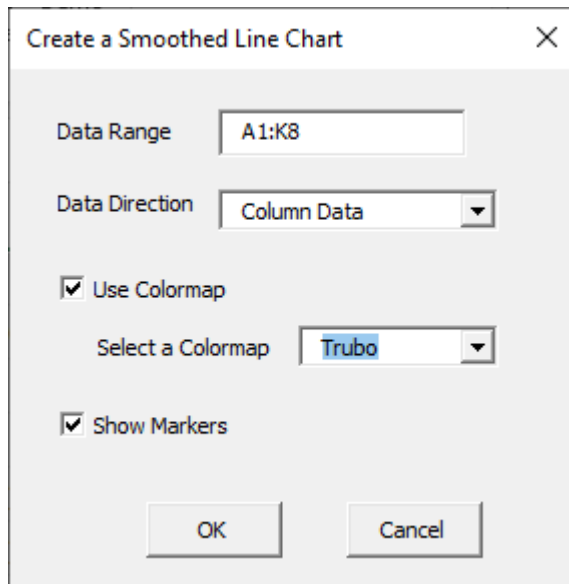 Create a Smoothed Line Chart
Data Range A1:K8
Data Direction Column Data
Use Colormap
Select a Colormap Trubo
Show Markers
OK Cancel